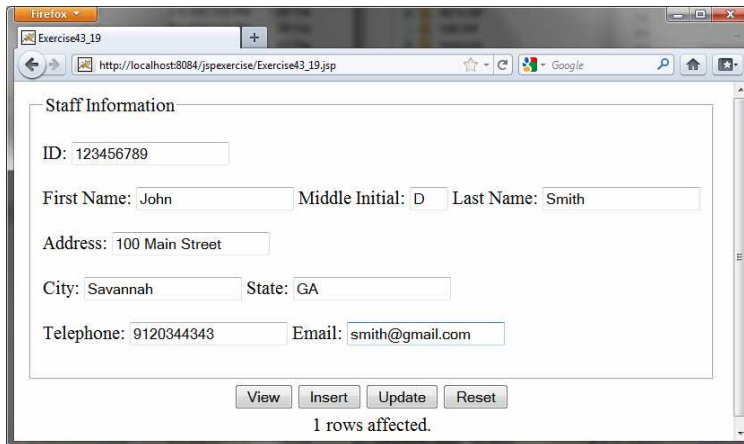 Firefox
Exercise43_19
http://localhost:8084/jspexercise/Exercise43_19.jsp
Google
Staff Information
ID: 123456789
First Name: John Middle Initial: D Last Name: Smith
Address: 100 Main Street
City: Savannah State: GA
Telephone: 9120344343 Email: smith@gmail.com
View Insert Update Reset
1 rows affected.